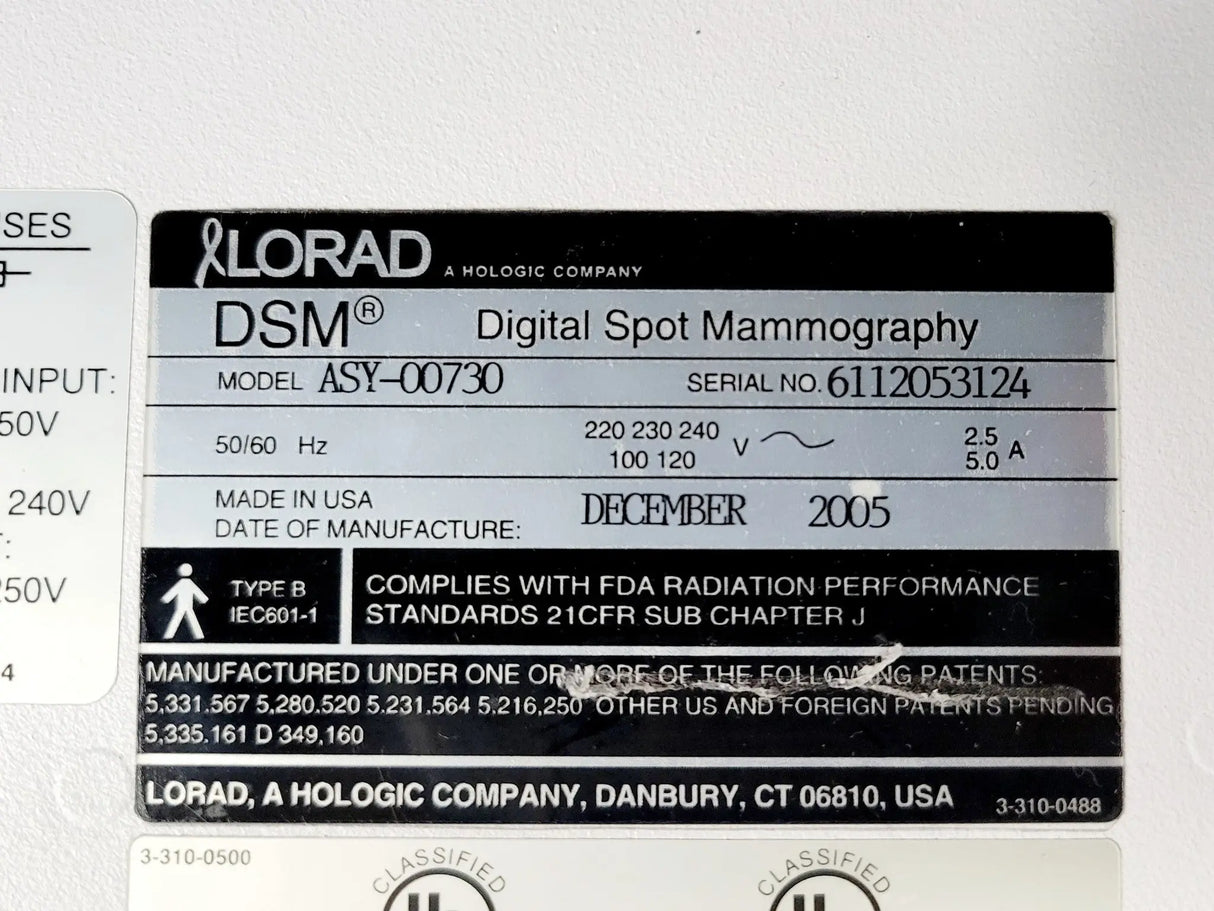 USES
INPUT:
50V
240V
250V
4
LORAD A HOLOGIC COMPANY
DSM® Digital Spot Mammography
MODEL ASY-00730 SERIAL NO. 6112053124
50/60 Hz 220 230 240 V 2.5 A
100 120 5.0
MADE IN USA
DATE OF MANUFACTURE: DECEMBER 2005
TYPE B
IEC601-1
COMPLIES WITH FDA RADIATION PERFORMANCE
STANDARDS 21CFR SUB CHAPTER J
MANUFACTURED UNDER ONE OR MORE OF THE FOLLOWING PATENTS:
5,331.567 5,280.520 5.231.564 5.216,250 OTHER US AND FOREIGN PATENTS PENDING
5,335.161 D 349,160
LORAD, A HOLOGIC COMPANY, DANBURY, CT 06810, USA 3-310-0488
3-310-0500
CLASSIFIED CLASSIFIED